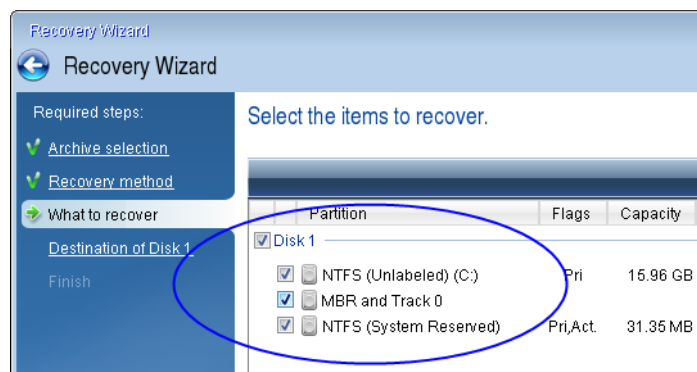 Recovery Wizard
Recovery Wizard
Required steps:
Archive selection
Recovery method
What to recover
Destination of Disk 1
Finish
Select the items to recover.
Partition Flags Capacity
Disk 1
NTFS (Unlabeled) (C:) Pri 15.96 GB
MBR and Track 0
NTFS (System Reserved) Pri,Act. 31.35 MB